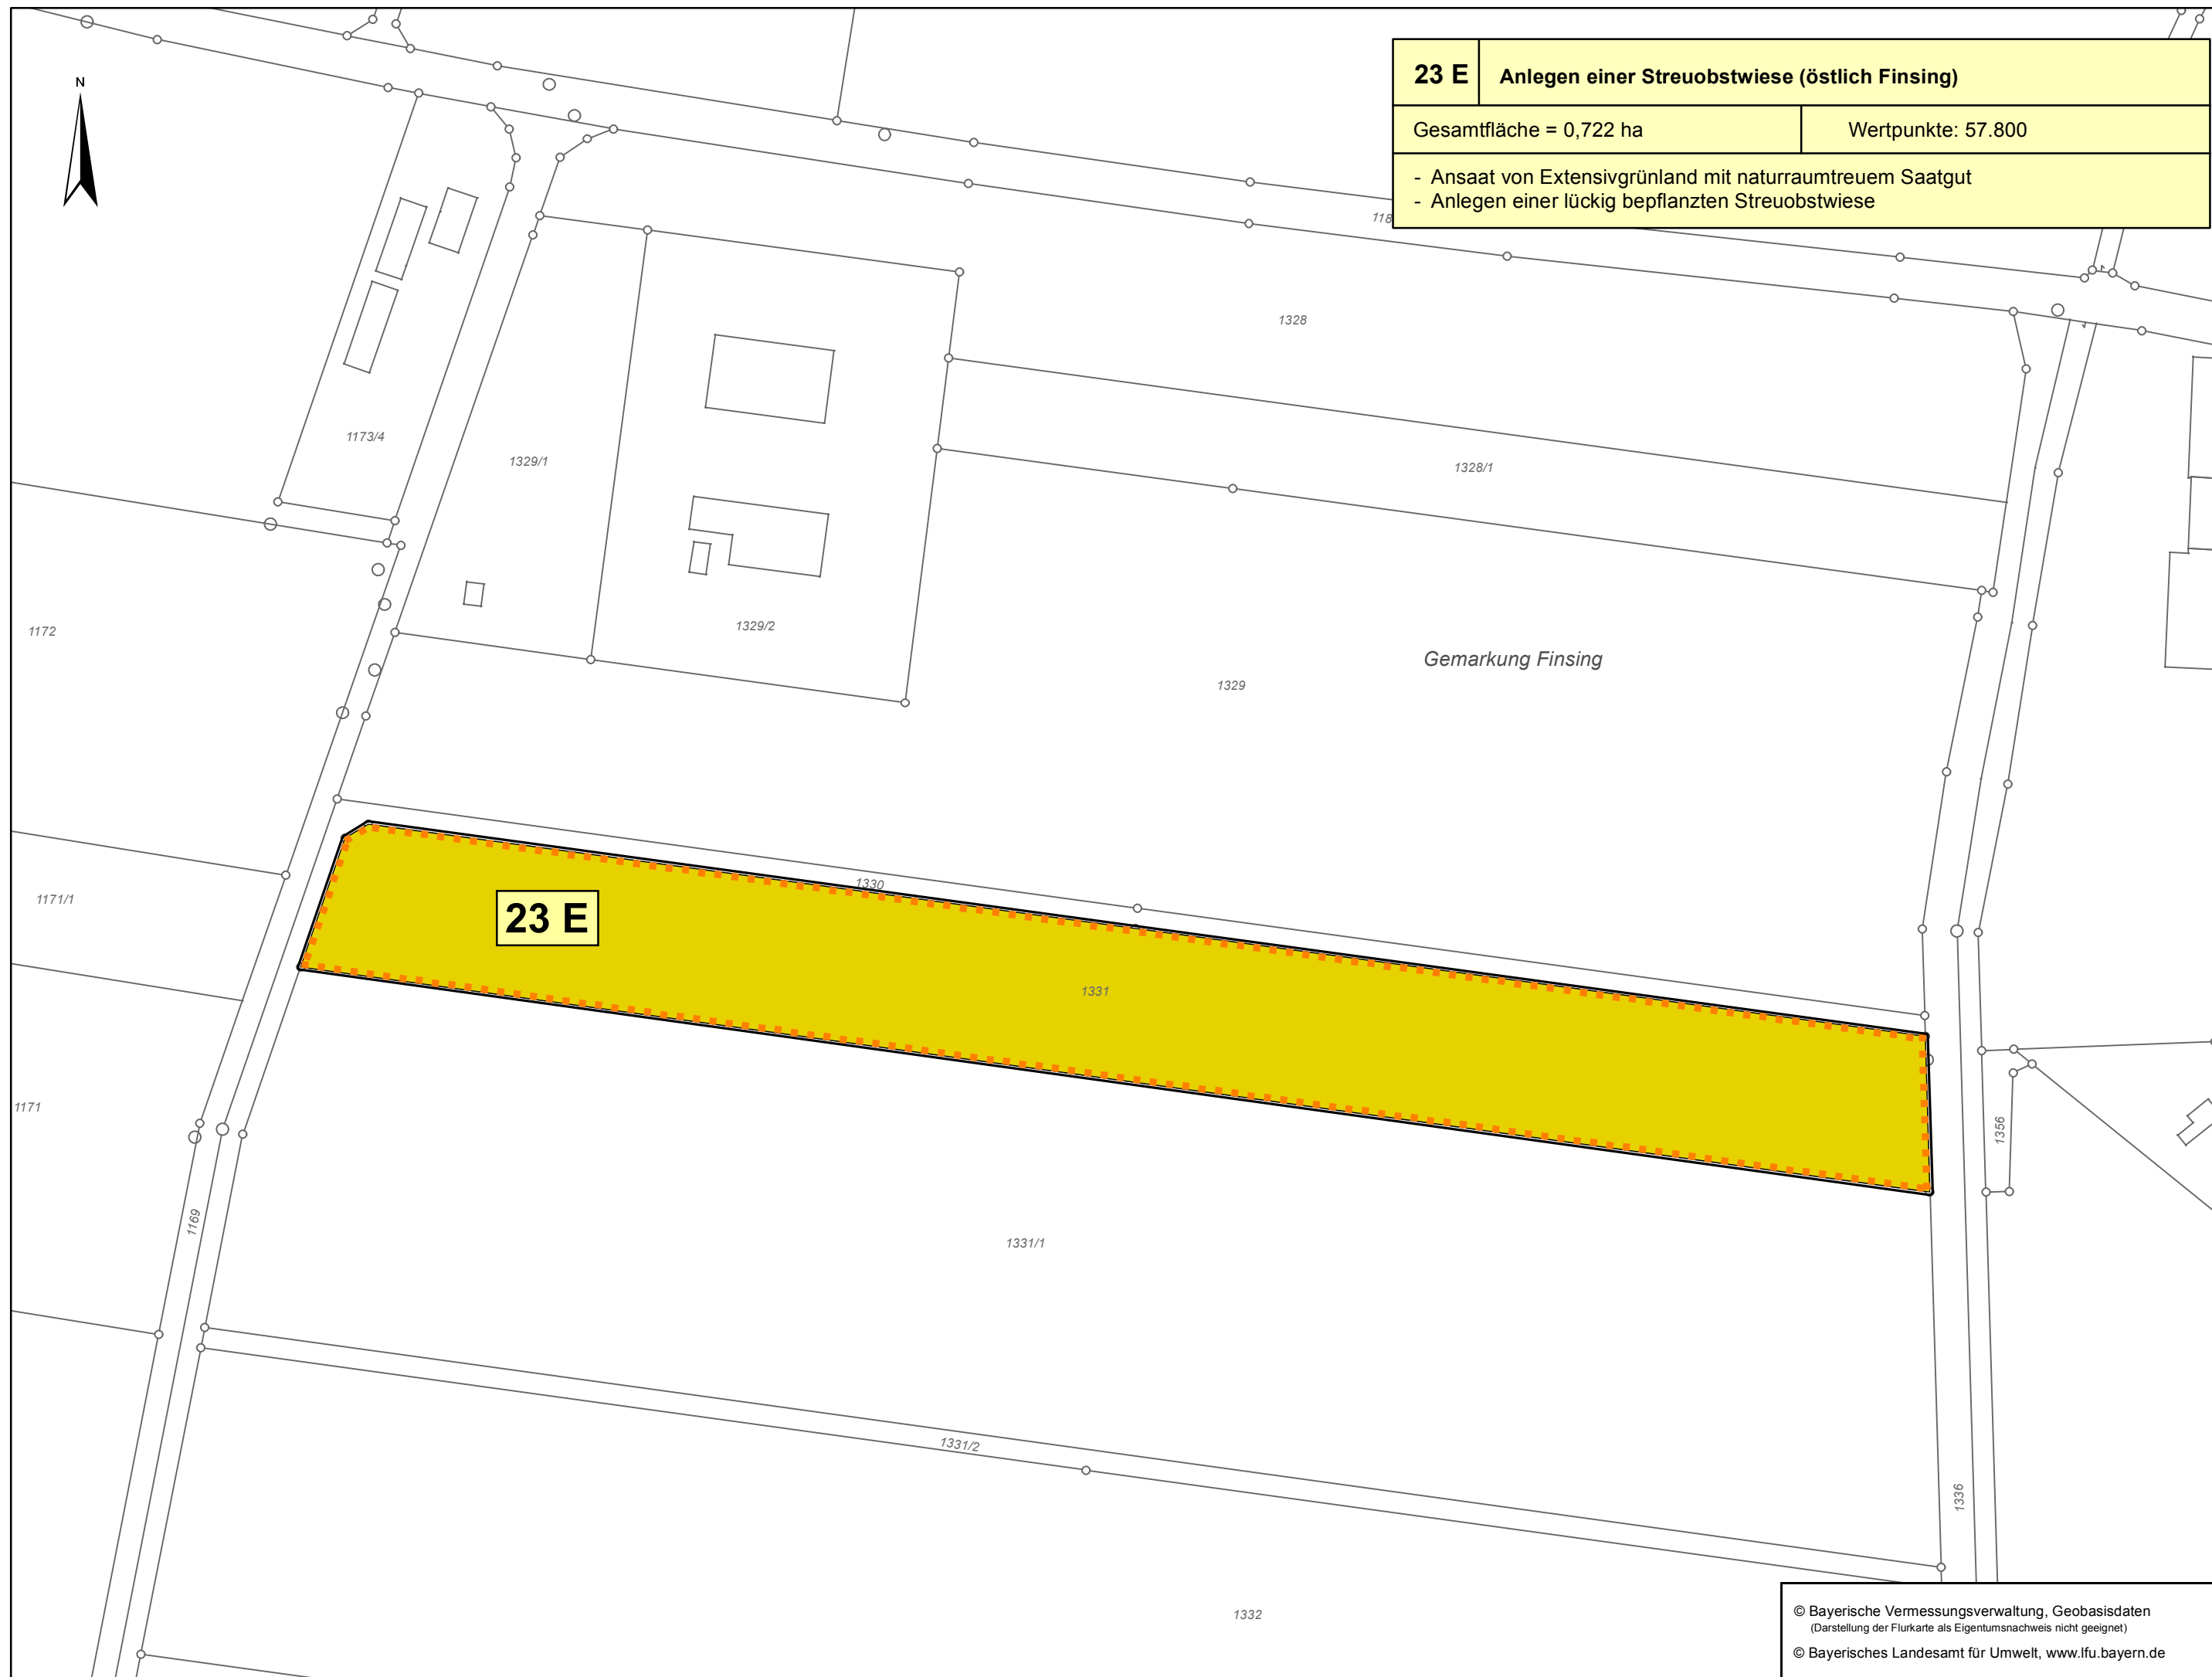 N
23 E
Anlegen einer Streuobstwiese (östlich Finsing)
Gesamtfläche = 0,722 ha
Wertpunkte: 57.800
- Ansaat von Extensivgrünland mit naturraumtreuem Saatgut
- Anlegen einer lückig bepflanzten Streuobstwiese
118
1328
1173/4
1329/1
1328/1
1172
1329/2
Gemarkung Finsing
1329
1330
1171/1
23 E
1331
1171
1356
1169
1331/1
1331/2
1336
1332
© Bayerische Vermessungsverwaltung, Geobasisdaten
(Darstellung der Flurkarte als Eigentumsnachweis nicht geeignet)
© Bayerisches Landesamt für Umwelt, www.lfu.bayern.de